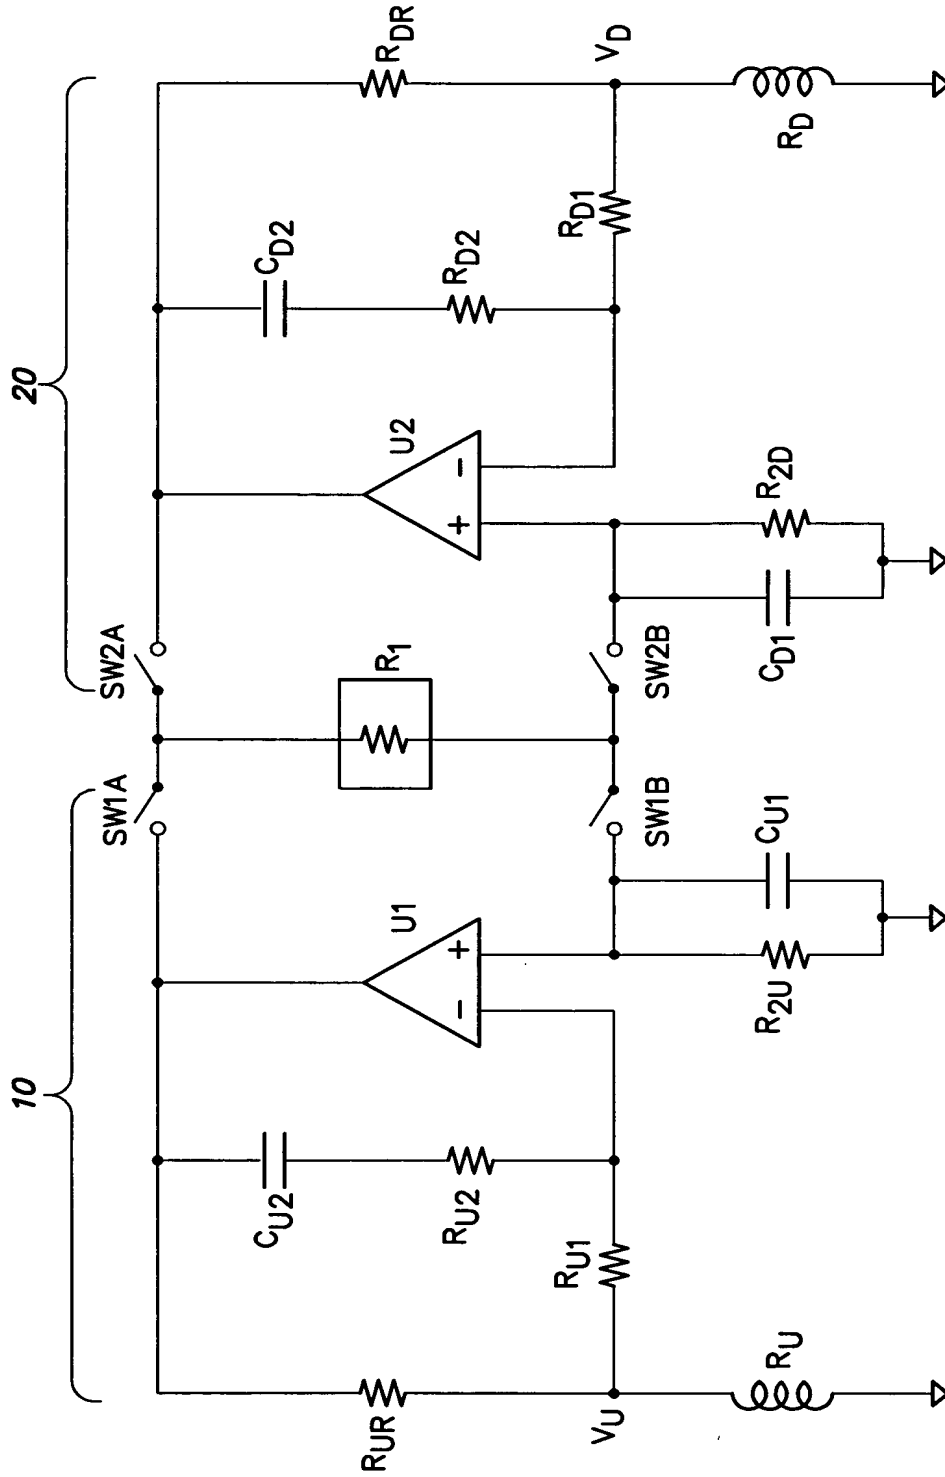 10
20
SW1A
SW2A
R1
SW1B
SW2B
U1
U2
+
−
+
−
CU2
RU2
RUR
RU1
VU
RU
R2U
CU1
CD1
R2D
CD2
RD2
RDR
RD1
VD
RD